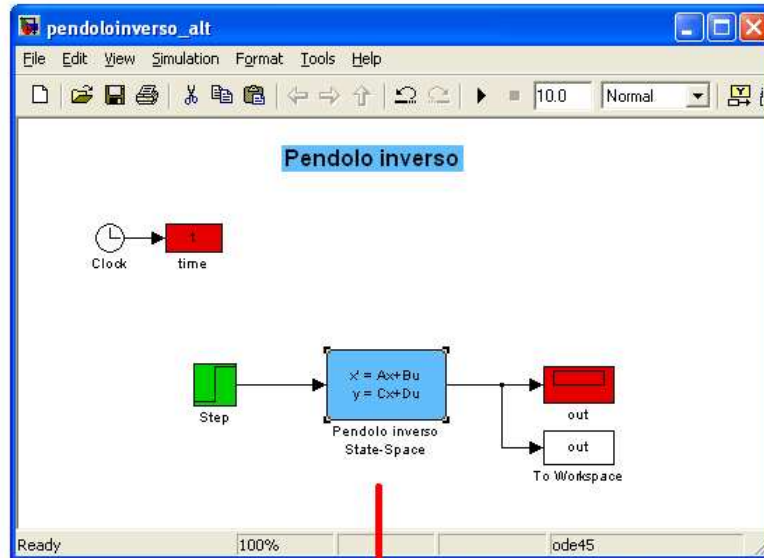 pendoloinverso_alt
File Edit View Simulation Format Tools Help
10.0 Normal
Pendolo inverso
t
Clock time
x' = Ax+Bu
y = Cx+Du
Step
Pendolo inverso
State-Space
out
out
To Workspace
Ready 100% ode45